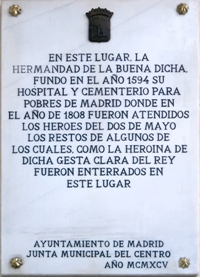 EN ESTE LUGAR, LA
HERMANDAD DE LA BUENA DICHA,
FUNDO EN EL AÑO 1594 SU
HOSPITAL Y CEMENTERIO PARA
POBRES DE MADRID DONDE EN
EL AÑO DE 1808 FUERON ATENDIDOS
LOS HEROES DEL DOS DE MAYO
LOS RESTOS DE ALGUNOS DE
LOS CUALES, COMO LA HEROINA DE
DICHA GESTA CLARA DEL REY
FUERON ENTERRADOS EN
ESTE LUGAR
AYUNTAMIENTO DE MADRID
JUNTA MUNICIPAL DEL CENTRO
AÑO MCMXCV